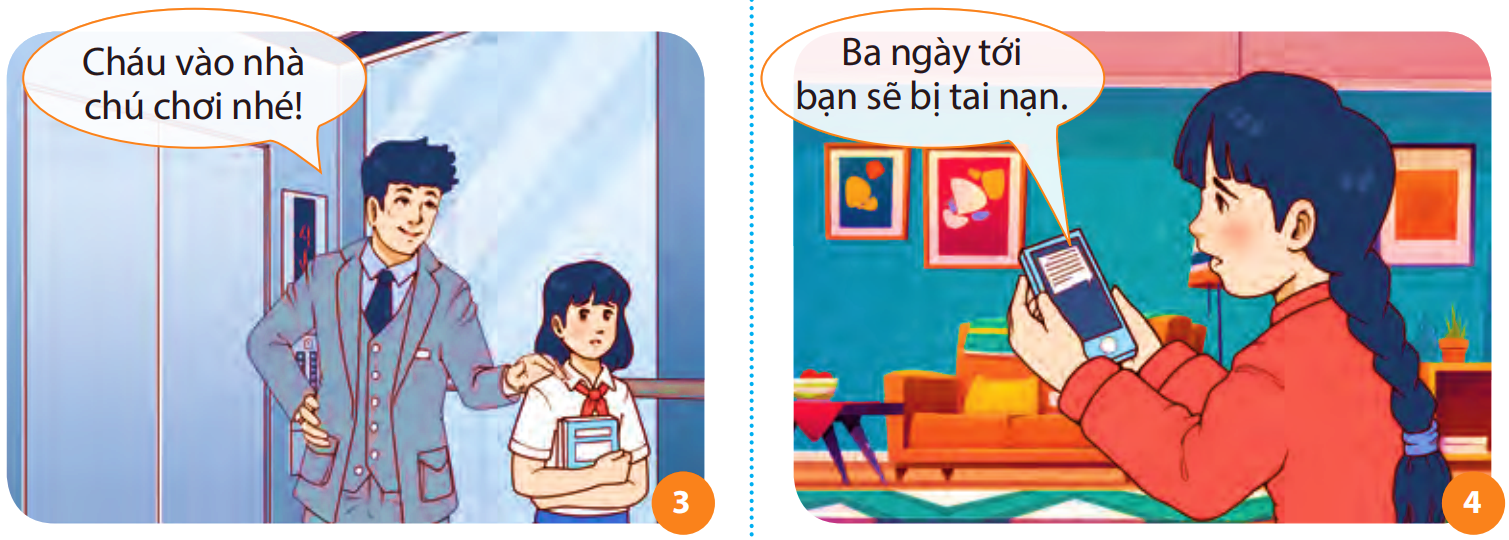 Cháu vào nhà
chú chơi nhé!
3
Ba ngày tới
bạn sẽ bị tai nạn.
4